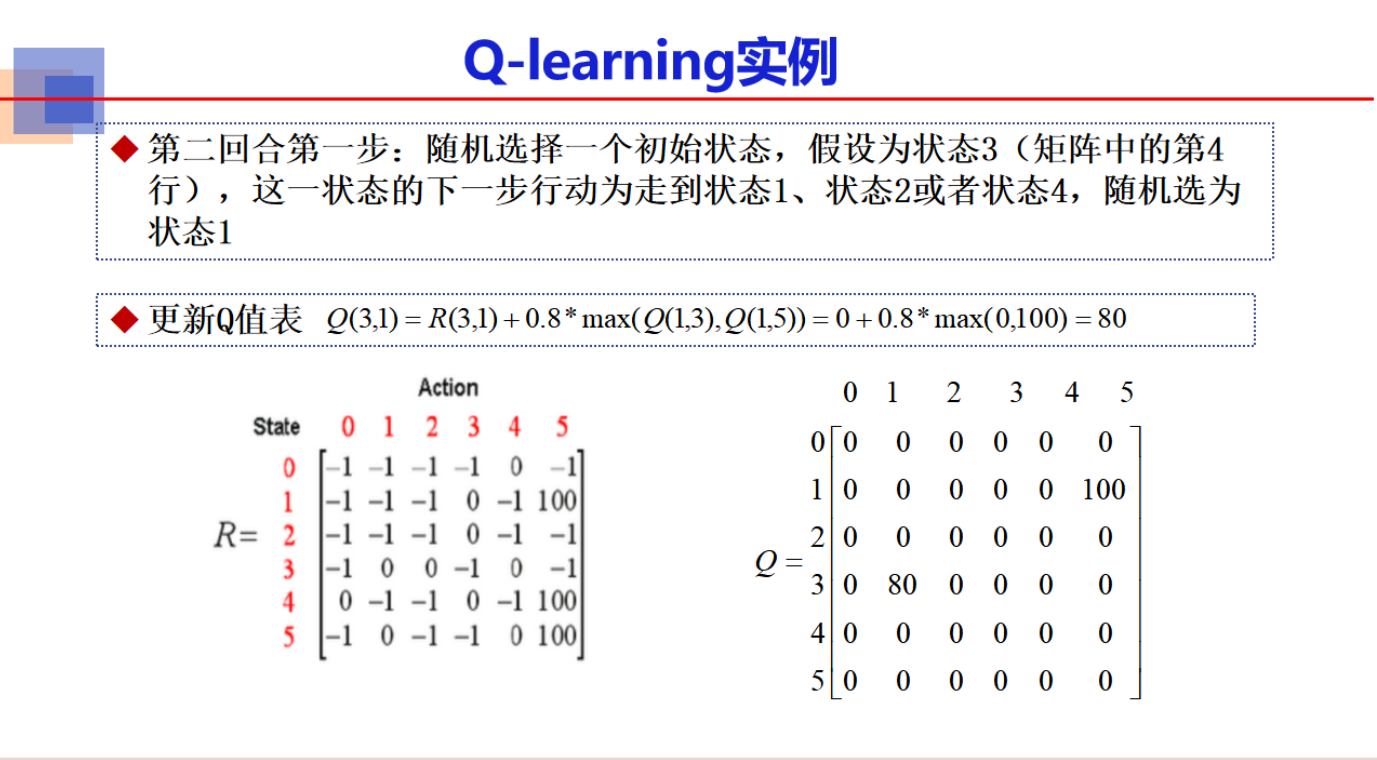 Q-learning实例
◆ 第二回合第一步：随机选择一个初始状态，假设为状态3（矩阵中的第4
行），这一状态的下一步行动为走到状态1、状态2或者状态4，随机选为
状态1
◆ 更新Q值表 Q(3,1) = R(3,1) + 0.8 * max(Q(1,3), Q(1,5)) = 0 + 0.8 * max(0,100) = 80
Action
State 0 1 2 3 4 5
0 −1 −1 −1 −1 0 −1
1 −1 −1 −1 0 −1 100
R= 2 −1 −1 −1 0 −1 −1
3 −1 0 0 −1 0 −1
4 0 −1 −1 0 −1 100
5 −1 0 −1 −1 0 100
0 1 2 3 4 5
0 0 0 0 0 0 0
1 0 0 0 0 0 100
2 0 0 0 0 0 0
Q =
3 0 80 0 0 0 0
4 0 0 0 0 0 0
5 0 0 0 0 0 0